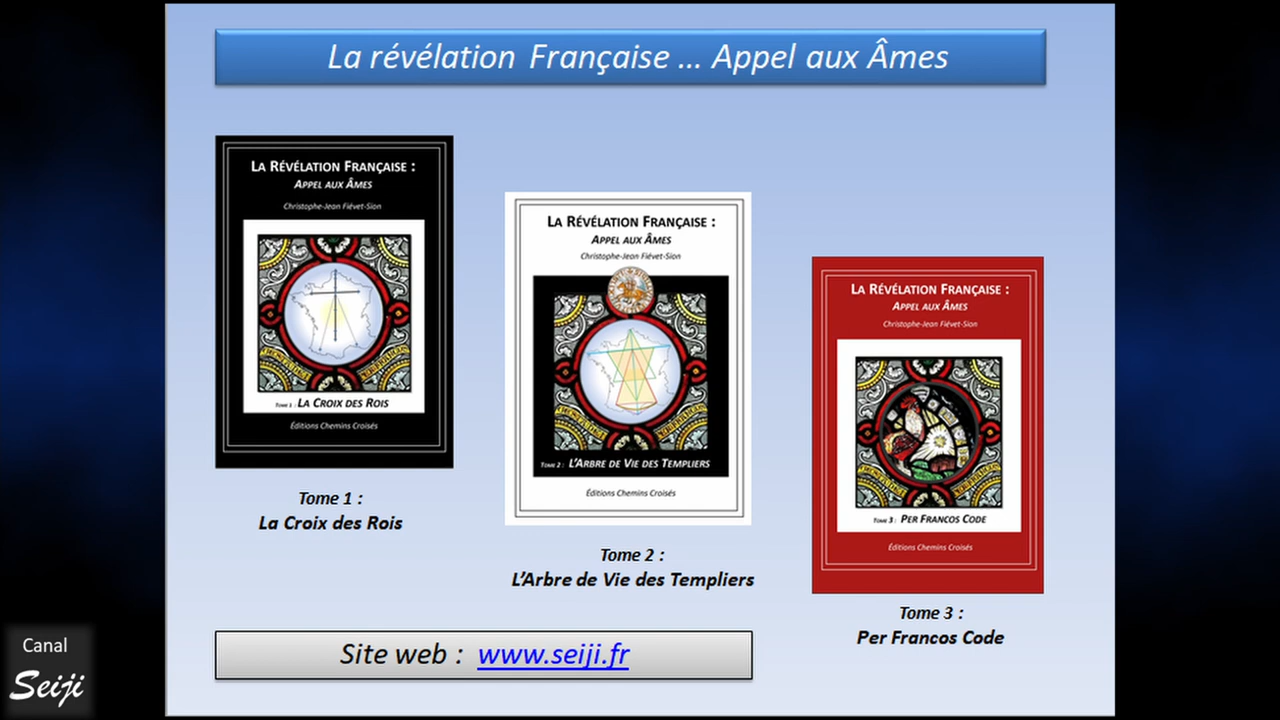 La révélation Française ... Appel aux Âmes
LA RÉVÉLATION FRANÇAISE :
APPEL AUX ÂMES
Christophe-Jean Fiévet-Sion
TOME 1 : LA CROIX DES ROIS
Éditions Chemins Croisés
Tome 1 :
La Croix des Rois
LA RÉVÉLATION FRANÇAISE :
APPEL AUX ÂMES
Christophe-Jean Fiévet-Sion
TOME 2 : L'ARBRE DE VIE DES TEMPLIERS
Éditions Chemins Croisés
Tome 2 :
L'Arbre de Vie des Templiers
LA RÉVÉLATION FRANÇAISE :
APPEL AUX ÂMES
Christophe-Jean Fiévet-Sion
TOME 3 : PER FRANCOS CODE
Éditions Chemins Croisés
Tome 3 :
Per Francos Code
Site web : www.seiji.fr
Canal
Seiji